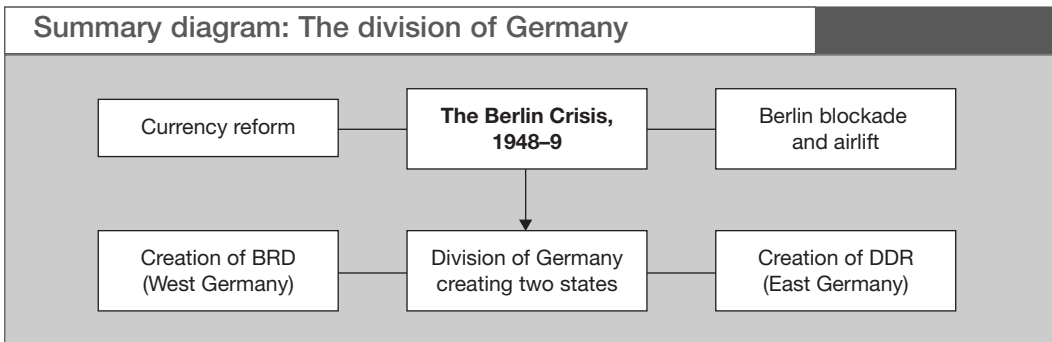 Summary diagram: The division of Germany
Currency reform
The Berlin Crisis,
1948–9
Berlin blockade
and airlift
Creation of BRD
(West Germany)
Division of Germany
creating two states
Creation of DDR
(East Germany)